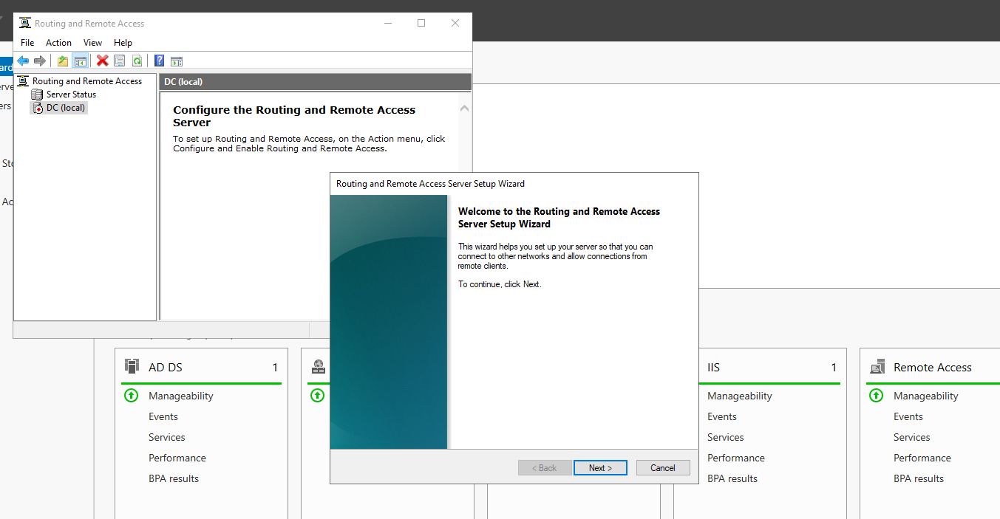 Routing and Remote Access
File Action View Help
Routing and Remote Access
Server Status
DC (local)
DC (local)
Configure the Routing and Remote Access
Server
To set up Routing and Remote Access, on the Action menu, click
Configure and Enable Routing and Remote Access.
Routing and Remote Access Server Setup Wizard
Welcome to the Routing and Remote Access
Server Setup Wizard
This wizard helps you set up your server so that you can
connect to other networks and allow connections from
remote clients.
To continue, click Next.
< Back Next > Cancel
AD DS 1
Manageability
Events
Services
Performance
BPA results
IIS 1
Manageability
Events
Services
Performance
BPA results
Remote Access
Manageability
Events
Services
Performance
BPA results